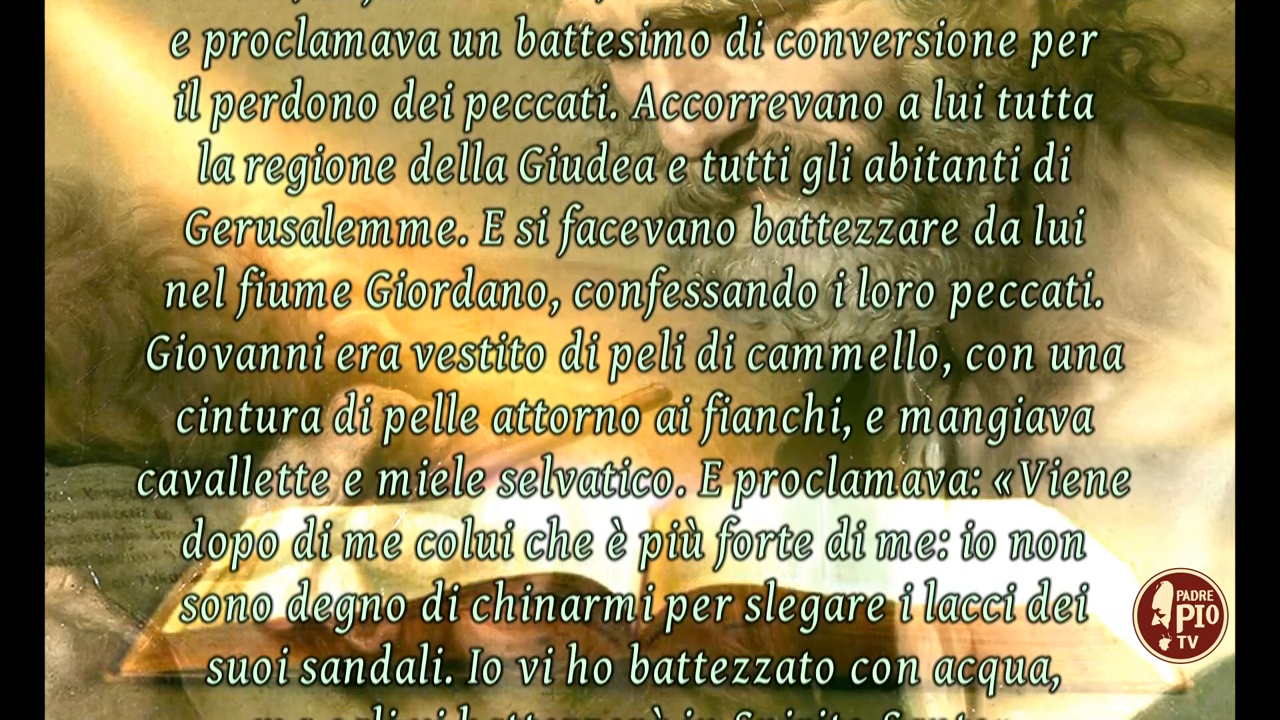 e proclamava un battesimo di conversione per
il perdono dei peccati. Accorrevano a lui tutta
la regione della Giudea e tutti gli abitanti di
Gerusalemme. E si facevano battezzare da lui
nel fiume Giordano, confessando i loro peccati.
Giovanni era vestito di peli di cammello, con una
cintura di pelle attorno ai fianchi, e mangiava
cavallette e miele selvatico. E proclamava: «Viene
dopo di me colui che è più forte di me: io non
sono degno di chinarmi per slegare i lacci dei
suoi sandali. Io vi ho battezzato con acqua,
PADRE
PIO
TV